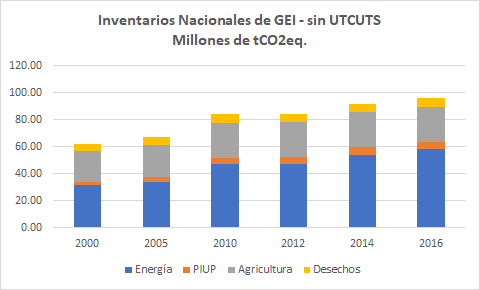 Inventarios Nacionales de GEI - sin UTCUTS
Millones de tCO2eq.
120.00
100.00
80.00
60.00
40.00
20.00
0.00
2000 2005 2010 2012 2014 2016
Energía PIUP Agricultura Desechos